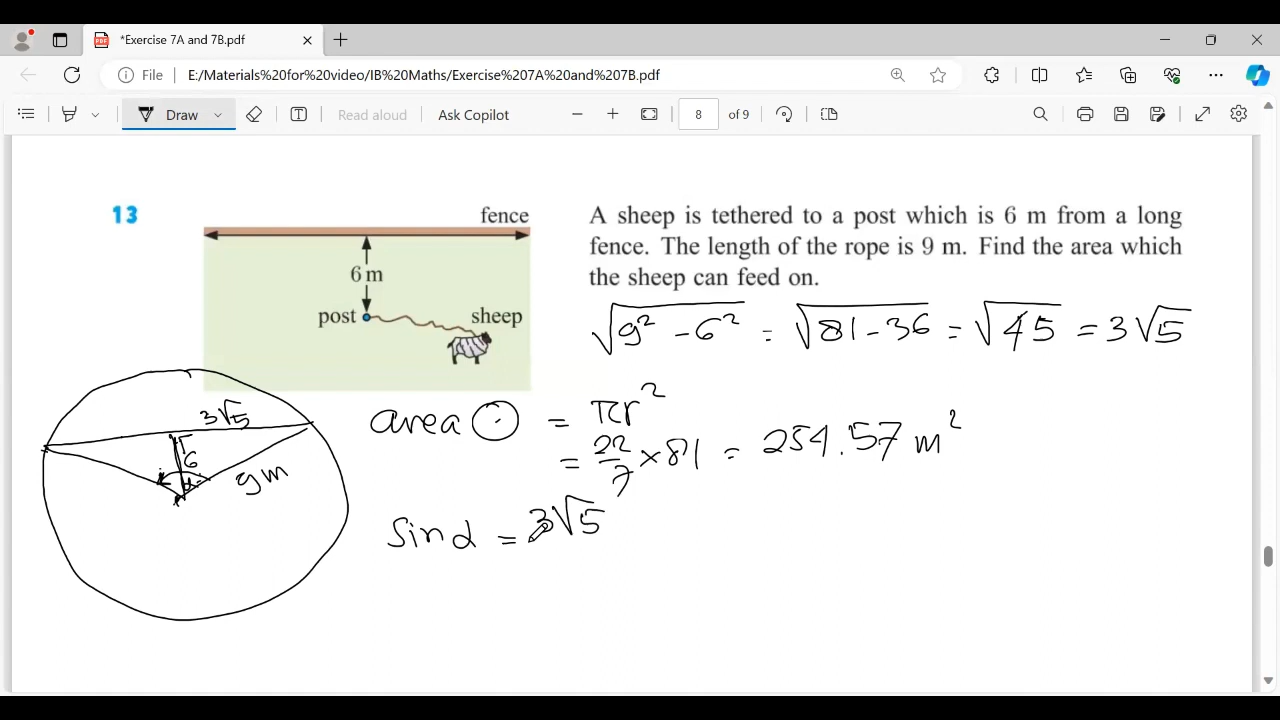 *Exercise 7A and 7B.pdf
File E:/Materials%20for%20video/IB%20Maths/Exercise%207A%20and%207B.pdf
Draw Read aloud Ask Copilot 8 of 9
13
fence
6 m
post
sheep
A sheep is tethered to a post which is 6 m from a long
fence. The length of the rope is 9 m. Find the area which
the sheep can feed on.
√(9² - 6²) = √(81 - 36) = √45 = 3√5
3√5
6
α
9m
area ⊙ = πr²
= 22/7 × 81 = 254.57 m²
Sin α = 3√5